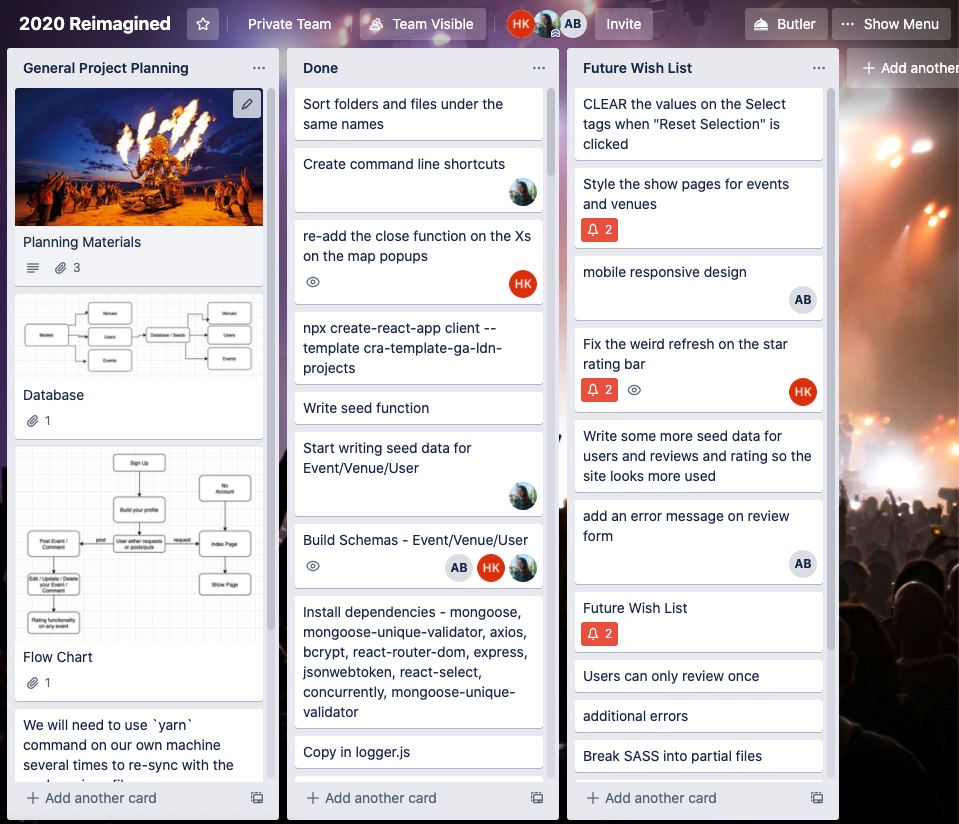 2020 Reimagined
Private Team
Team Visible
HK
AB
Invite
Butler
Show Menu
General Project Planning
Planning Materials
3
Models
Venues
Users
Events
Database / Seeds
Venues
Users
Events
Database
1
Sign Up
Build your profile
User either requests
or posts/puts
post
request
Post Event /
Comment
Edit / Update / Delete
your Event /
Comment
Rating functionality
on any event
No
Account
Index Page
Show Page
Flow Chart
1
We will need to use `yarn`
command on our own machine
several times to re-sync with the
Add another card
Done
Sort folders and files under the
same names
Create command line shortcuts
re-add the close function on the Xs
on the map popups
HK
npx create-react-app client --
template cra-template-ga-ldn-
projects
Write seed function
Start writing seed data for
Event/Venue/User
Build Schemas - Event/Venue/User
AB
HK
Install dependencies - mongoose,
mongoose-unique-validator, axios,
bcrypt, react-router-dom, express,
jsonwebtoken, react-select,
concurrently, mongoose-unique-
validator
Copy in logger.js
Add another card
Future Wish List
CLEAR the values on the Select
tags when "Reset Selection" is
clicked
Style the show pages for events
and venues
2
mobile responsive design
AB
Fix the weird refresh on the star
rating bar
2
HK
Write some more seed data for
users and reviews and rating so the
site looks more used
add an error message on review
form
AB
Future Wish List
2
Users can only review once
additional errors
Break SASS into partial files
Add another card
Add another